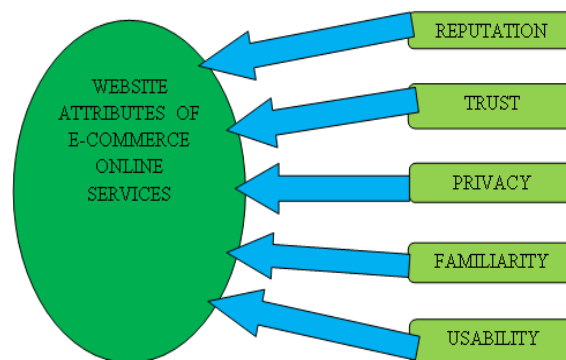 WEBSITE
ATTRIBUTES OF
E-COMMERCE
ONLINE
SERVICES
REPUTATION
TRUST
PRIVACY
FAMILIARITY
USABILITY